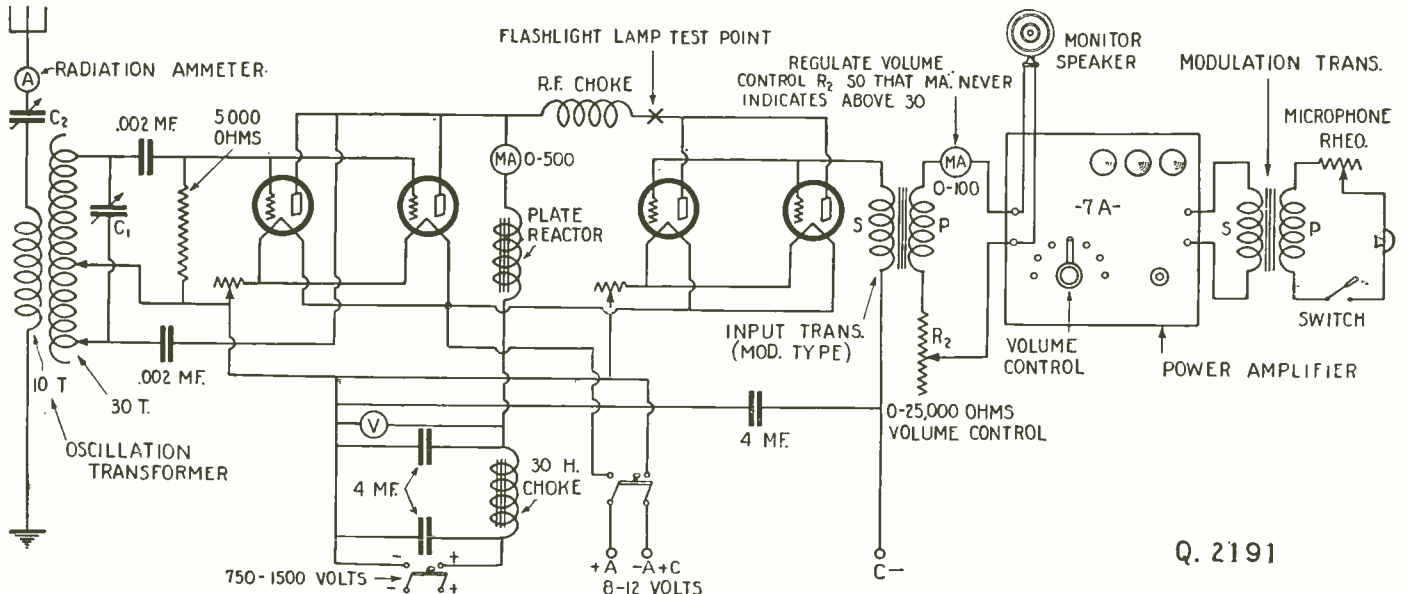 FLASHLIGHT LAMP TEST POINT
A
RADIATION AMMETER
C2
.002 MF.
5000
OHMS
R.F. CHOKE
REGULATE VOLUME
CONTROL R2 SO THAT MA. NEVER
INDICATES ABOVE 30
MONITOR
SPEAKER
MODULATION TRANS.
MICROPHONE
RHEO.
MA 0-500
MA
0-100
-7A-
C1
PLATE
REACTOR
S
P
S
P
INPUT TRANS.
(MOD. TYPE)
R2
VOLUME
CONTROL
POWER AMPLIFIER
SWITCH
.002 MF.
10 T
30 T.
OSCILLATION
TRANSFORMER
V
4 MF.
30 H.
CHOKE
4 MF.
0-25,000 OHMS
VOLUME CONTROL
750-1500 VOLTS
- +
- +
+A -A+C
8-12 VOLTS
C-
Q. 2191